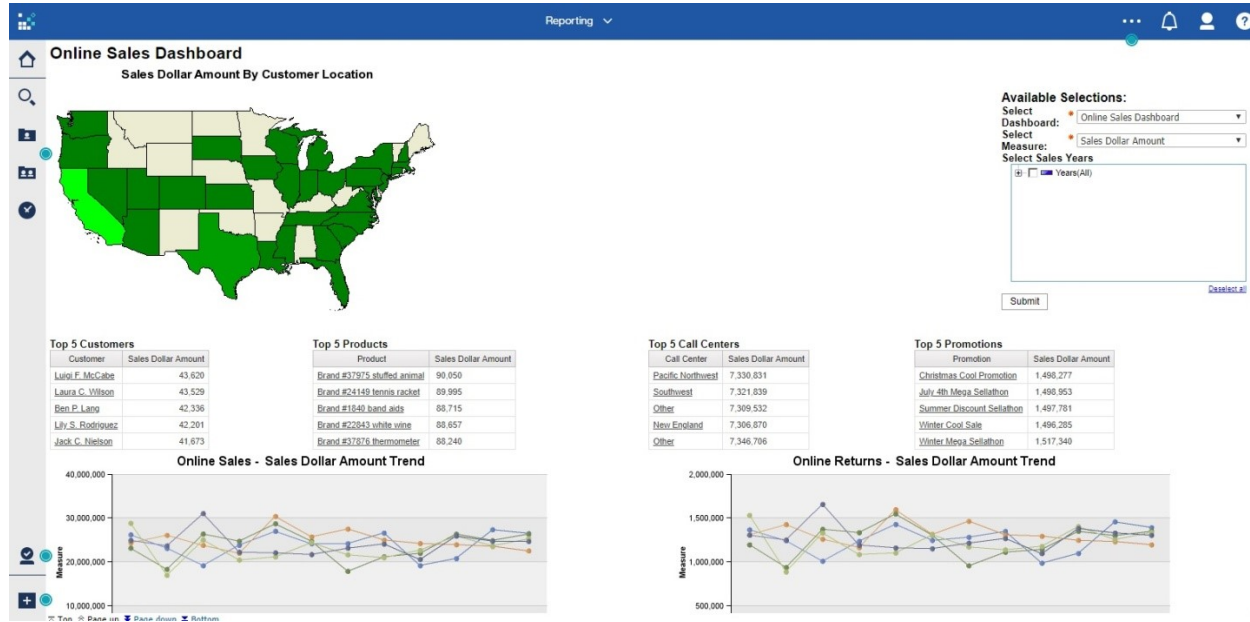 Reporting
?
Online Sales Dashboard
Sales Dollar Amount By Customer Location
Available Selections:
Select Dashboard: * Online Sales Dashboard
Select Measure: * Sales Dollar Amount
Select Sales Years
Years(All)
Deselect all
Submit
Top 5 Customers
Customer Sales Dollar Amount
Luigi F. McCabe 43,620
Laura C. Wilson 43,529
Ben P. Lang 42,336
Lily S. Rodriguez 42,201
Jack C. Nielson 41,673
Top 5 Products
Product Sales Dollar Amount
Brand #37975 stuffed animal 90,050
Brand #24149 tennis racket 89,995
Brand #1840 band aids 88,715
Brand #22843 white wine 88,657
Brand #37876 thermometer 88,240
Top 5 Call Centers
Call Center Sales Dollar Amount
Pacific Northwest 7,330,831
Southwest 7,321,839
Other 7,309,532
New England 7,306,870
Other 7,346,706
Top 5 Promotions
Promotion Sales Dollar Amount
Christmas Cool Promotion 1,498,277
July 4th Mega Sellathon 1,498,953
Summer Discount Sellathon 1,497,781
Winter Cool Sale 1,496,285
Winter Mega Sellathon 1,517,340
Online Sales - Sales Dollar Amount Trend
40,000,000
30,000,000
20,000,000
10,000,000
Measure
Online Returns - Sales Dollar Amount Trend
2,000,000
1,500,000
1,000,000
500,000
Measure
Top Page up Page down Bottom